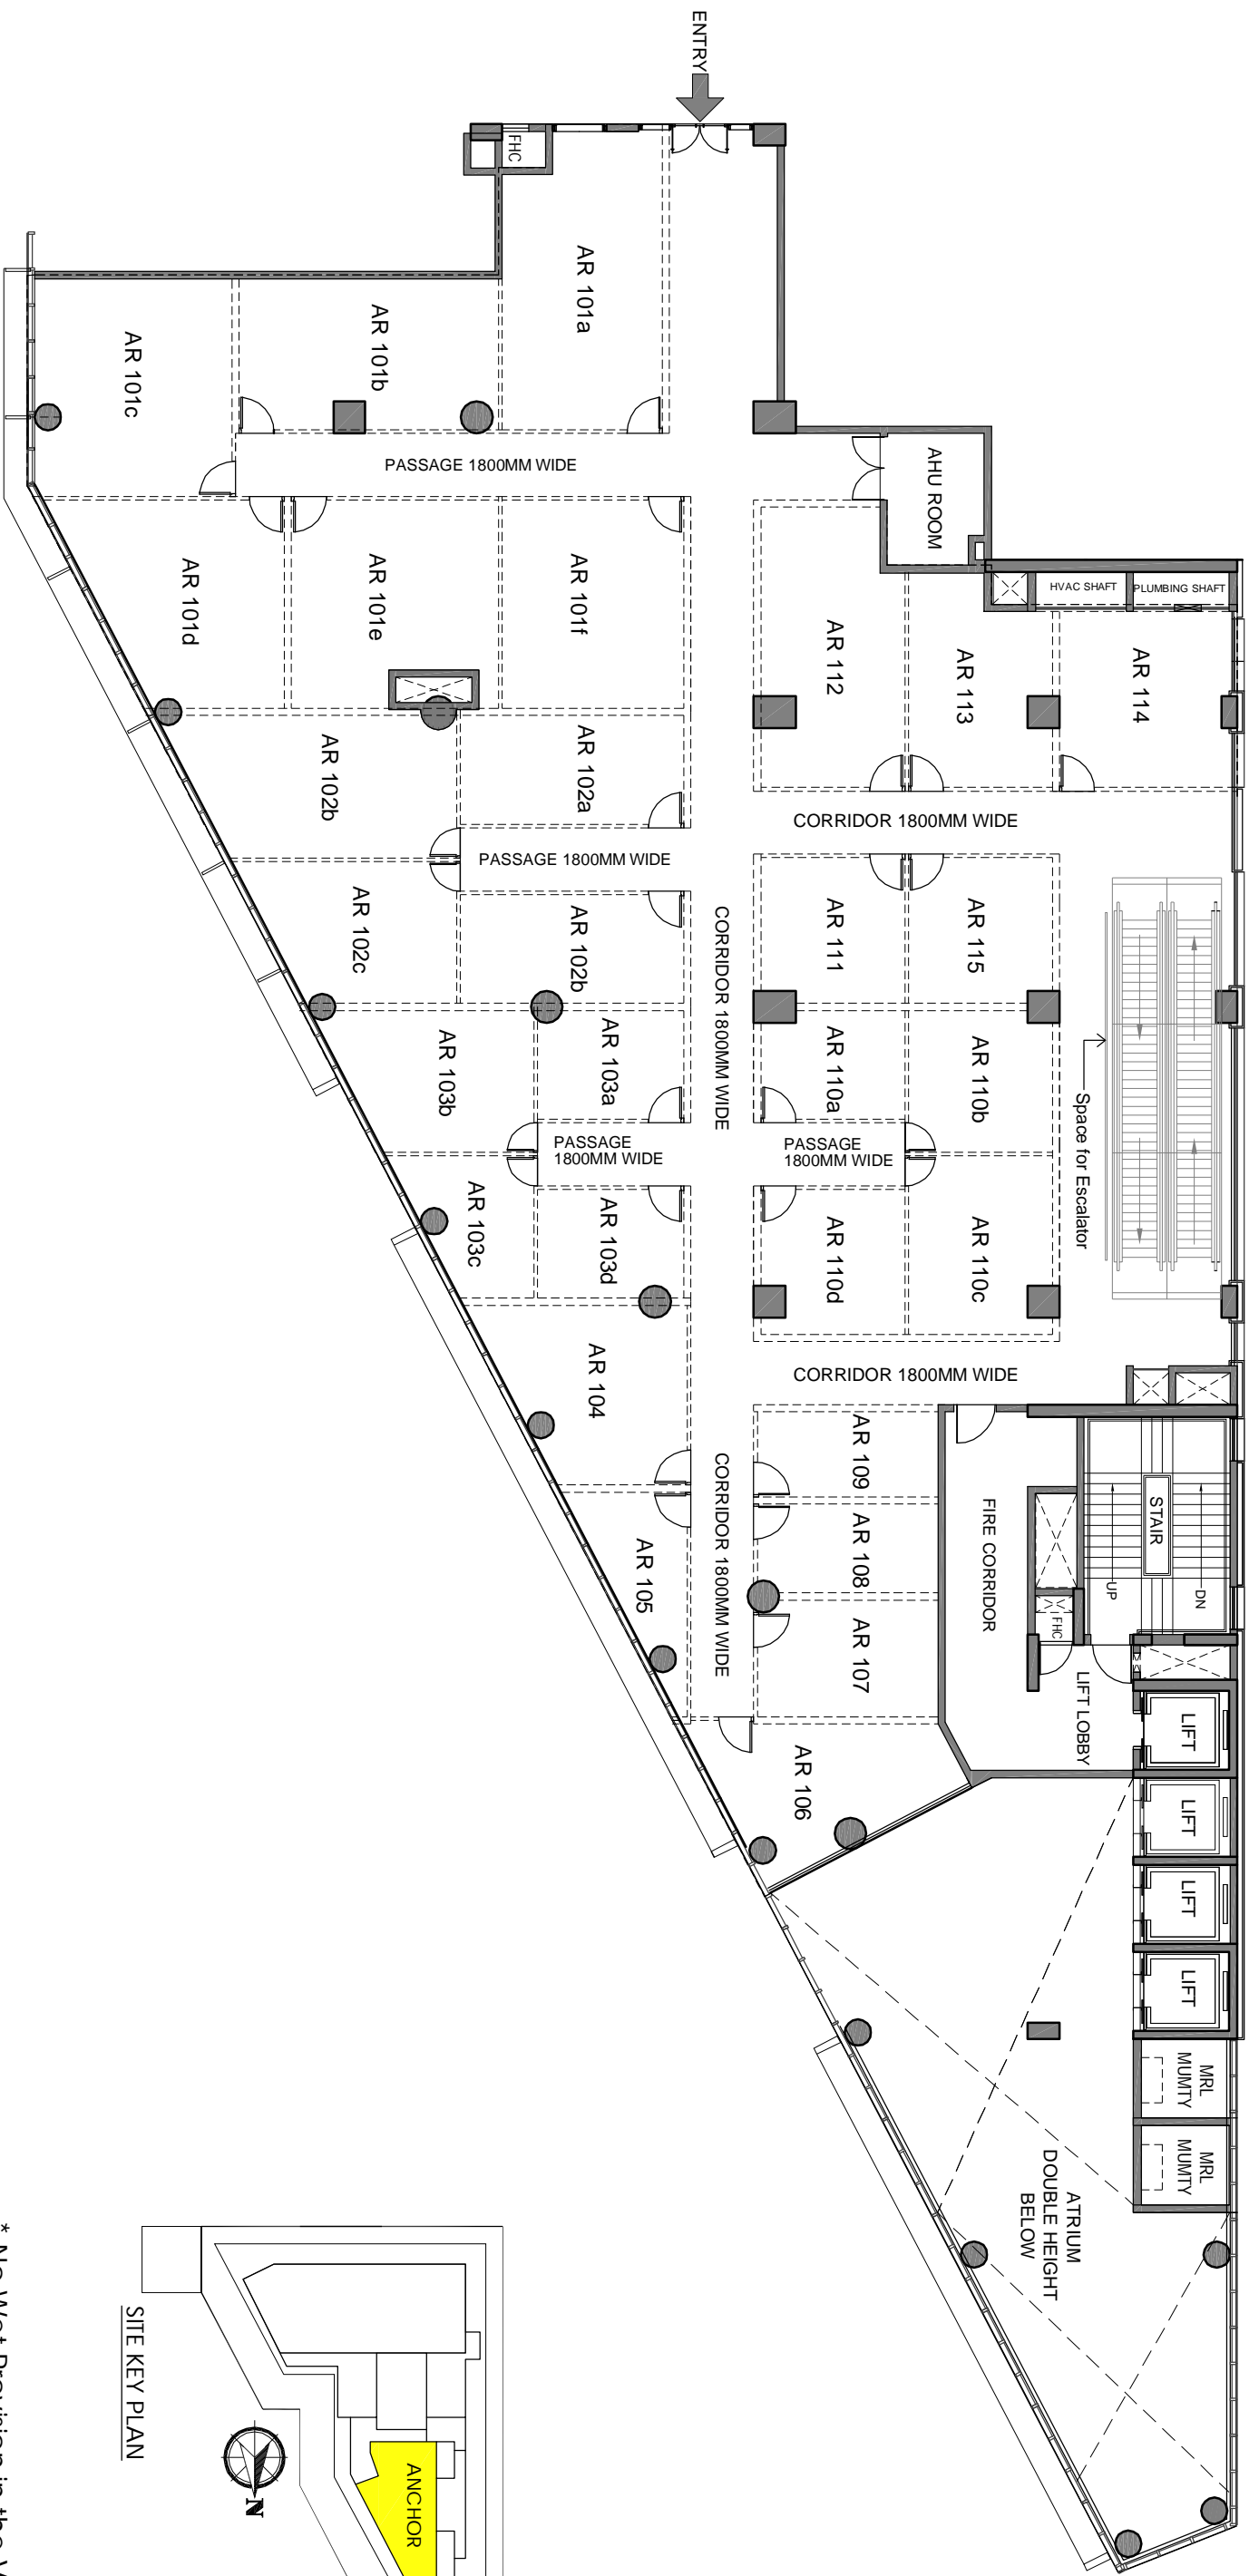 ENTRY
FHC
AR 101a
AR 101b
AR 101c
PASSAGE 1800MM WIDE
AHU ROOM
HVAC SHAFT
PLUMBING SHAFT
AR 101d
AR 101e
AR 101f
AR 112
AR 113
AR 114
AR 102b
AR 102a
CORRIDOR 1800MM WIDE
PASSAGE 1800MM WIDE
AR 102c
AR 102b
CORRIDOR 1800MM WIDE
AR 111
AR 115
AR 103b
AR 103a
AR 110a
AR 110b
Space for Escalator
PASSAGE
1800MM WIDE
PASSAGE
1800MM WIDE
AR 103c
AR 103d
AR 110d
AR 110c
CORRIDOR 1800MM WIDE
AR 104
AR 109
AR 108
AR 107
CORRIDOR 1800MM WIDE
AR 105
AR 106
FIRE CORRIDOR
STAIR
UP
DN
FHC
LIFT LOBBY
LIFT
LIFT
LIFT
LIFT
MRL
MUMTY
MRL
MUMTY
ATRIUM
DOUBLE HEIGHT
BELOW
SITE KEY PLAN
N
ANCHOR
* No Wet Provision in the